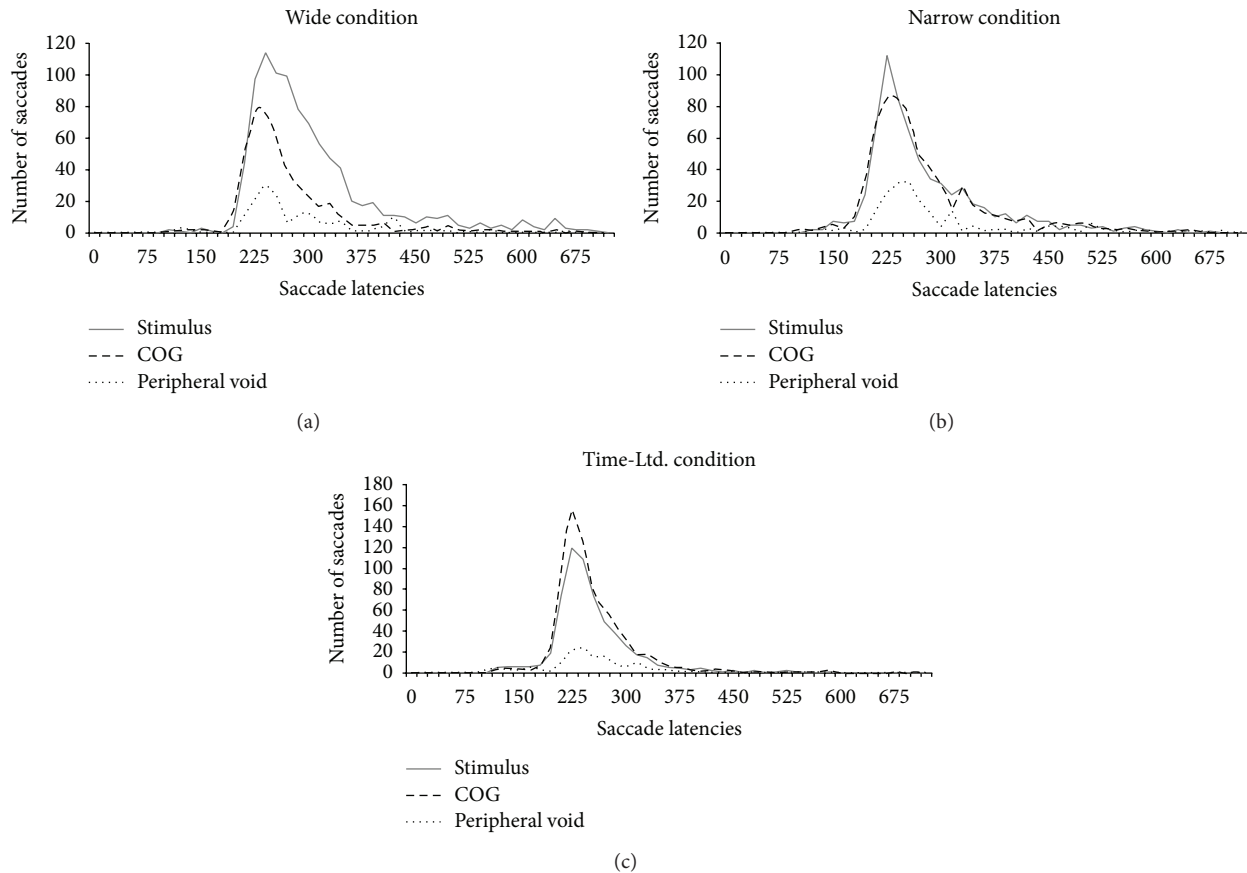 Wide condition
120
100
80
60
40
20
0
Number of saccades
0 75 150 225 300 375 450 525 600 675
Saccade latencies
Stimulus
COG
Peripheral void
(a)
Narrow condition
120
100
80
60
40
20
0
Number of saccades
0 75 150 225 300 375 450 525 600 675
Saccade latencies
Stimulus
COG
Peripheral void
(b)
Time-Ltd. condition
180
160
140
120
100
80
60
40
20
0
Number of saccades
0 75 150 225 300 375 450 525 600 675
Saccade latencies
Stimulus
COG
Peripheral void
(c)